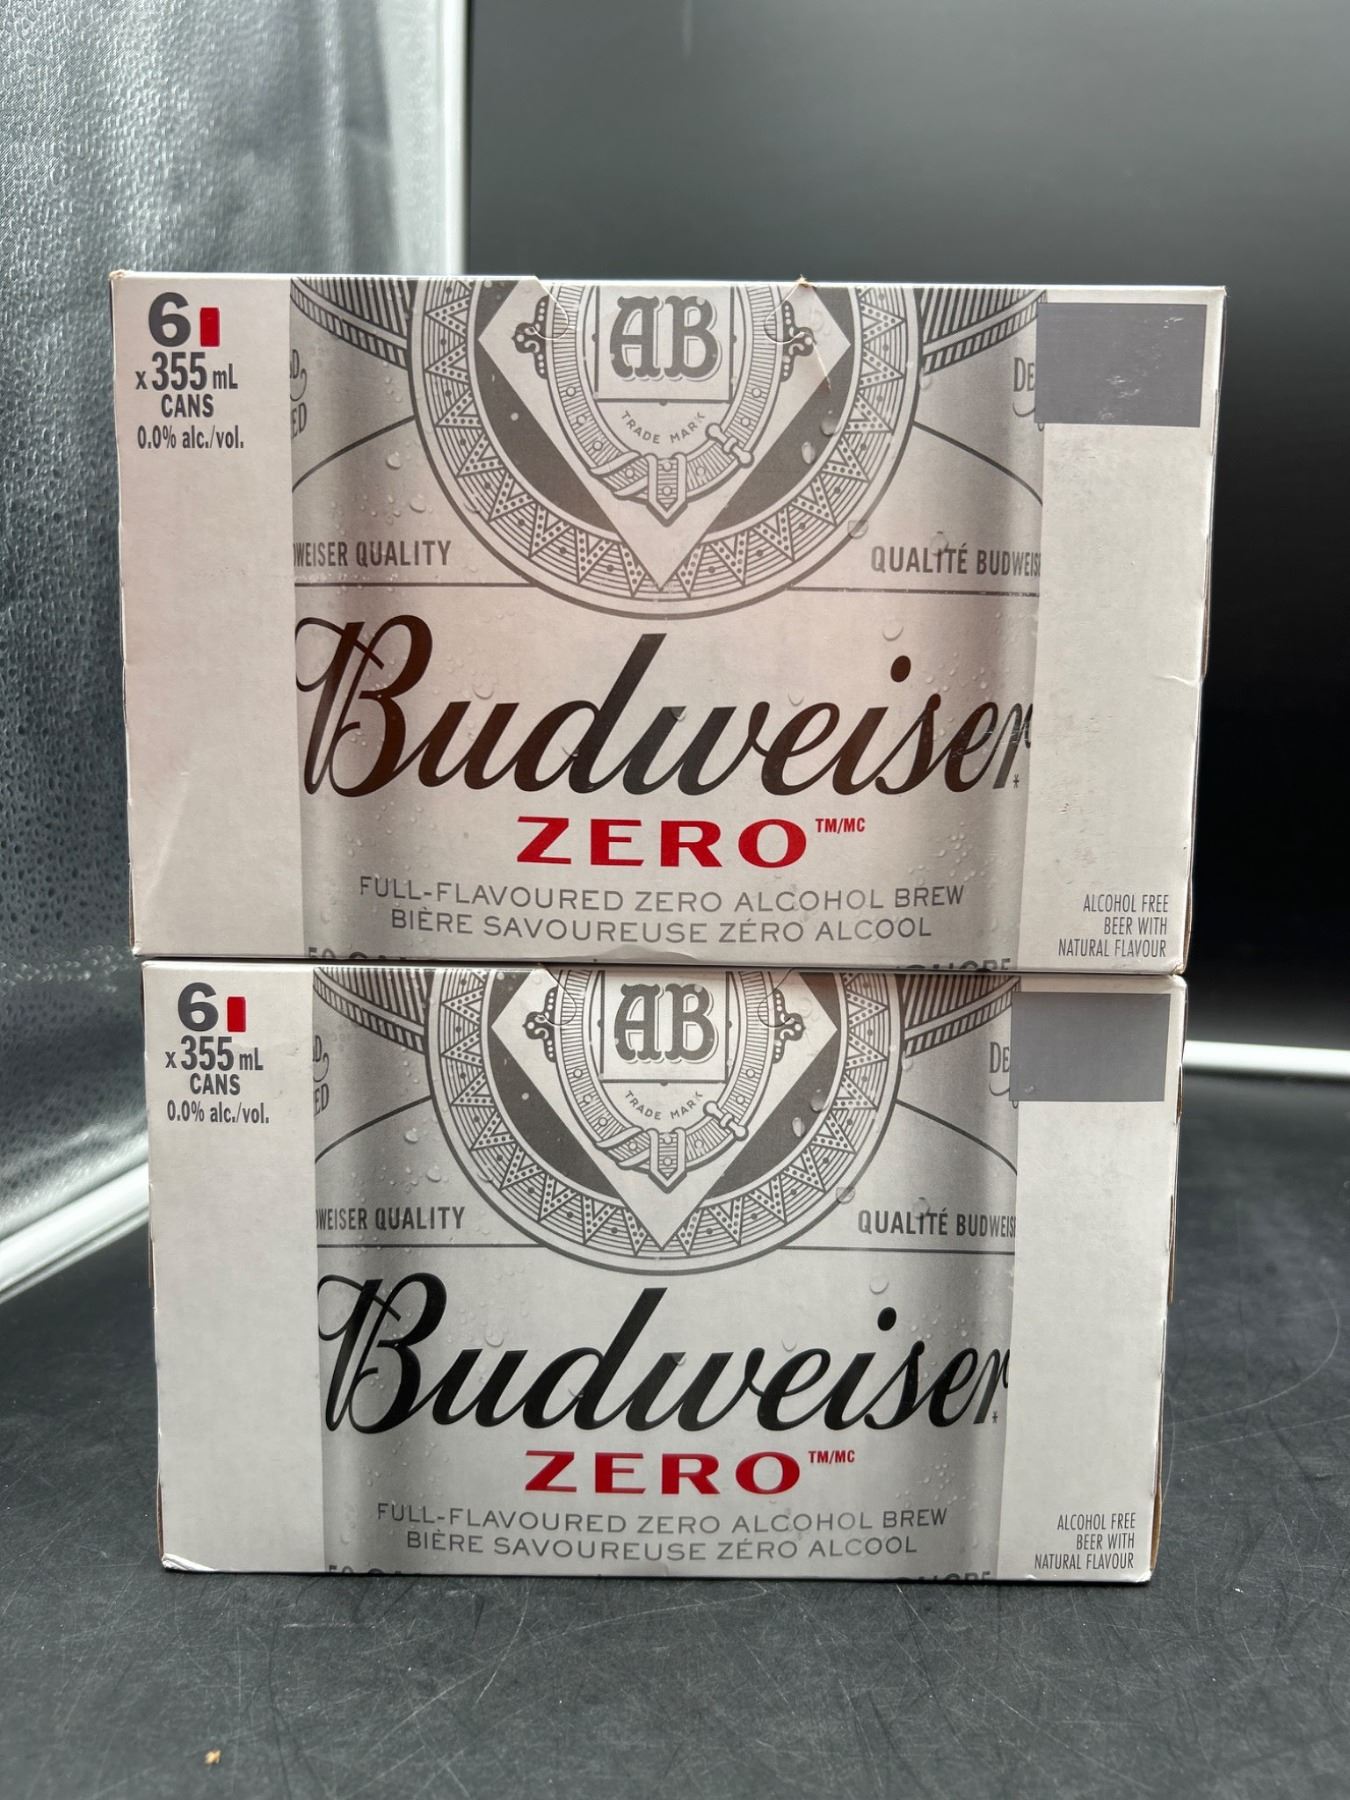 6
x 355 mL
CANS
0.0% alc./vol.
AB
TRADE MARK
DE
WEISER QUALITY
QUALITÉ BUDWEIS
Budweiser
ZERO TM/MC
FULL-FLAVOURED ZERO ALCOHOL BREW
BIÈRE SAVOUREUSE ZÉRO ALCOOL
ALCOHOL FREE
BEER WITH
NATURAL FLAVOUR
6
x 355 mL
CANS
0.0% alc./vol.
AB
TRADE MARK
DE
WEISER QUALITY
QUALITÉ BUDWEIS
Budweiser
ZERO TM/MC
FULL-FLAVOURED ZERO ALCOHOL BREW
BIÈRE SAVOUREUSE ZÉRO ALCOOL
ALCOHOL FREE
BEER WITH
NATURAL FLAVOUR